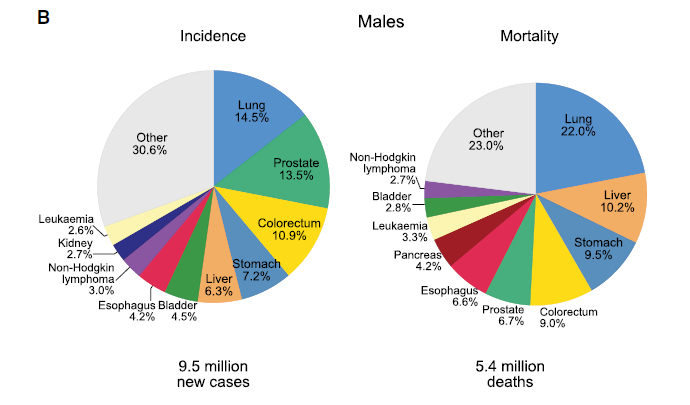 B
Males
Incidence
Lung
14.5%
Prostate
13.5%
Colorectum
10.9%
Stomach
7.2%
Liver
6.3%
Bladder
4.5%
Esophagus
4.2%
Non-Hodgkin
lymphoma
3.0%
Kidney
2.7%
Leukaemia
2.6%
Other
30.6%
9.5 million
new cases
Mortality
Lung
22.0%
Liver
10.2%
Stomach
9.5%
Colorectum
9.0%
Prostate
6.7%
Esophagus
6.6%
Pancreas
4.2%
Leukaemia
3.3%
Bladder
2.8%
Non-Hodgkin
lymphoma
2.7%
Other
23.0%
5.4 million
deaths